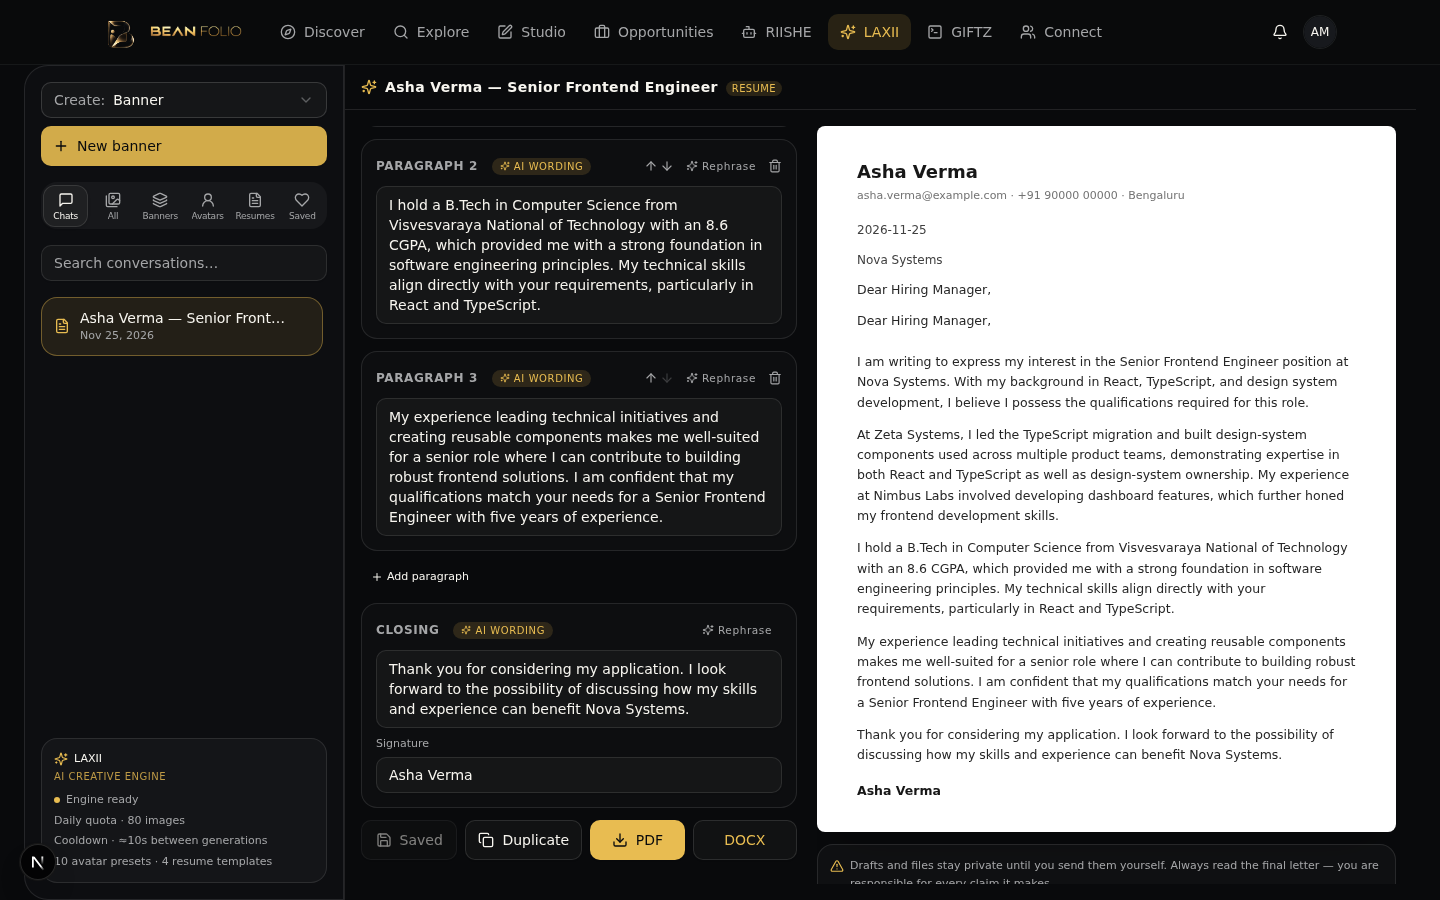 BEAN FOLIO
Discover
Explore
Studio
Opportunities
RIISHE
LAXII
GIFTZ
Connect
AM
Create: Banner
New banner
Chats
All
Banners
Avatars
Resumes
Saved
Search conversations...
Asha Verma — Senior Front...
Nov 25, 2026
LAXII
AI CREATIVE ENGINE
Engine ready
Daily quota · 80 images
Cooldown · ≈10s between generations
10 avatar presets · 4 resume templates
N
Asha Verma — Senior Frontend Engineer RESUME
PARAGRAPH 2 AI WORDING Rephrase
I hold a B.Tech in Computer Science from
Visvesvaraya National of Technology with an 8.6
CGPA, which provided me with a strong foundation in
software engineering principles. My technical skills
align directly with your requirements, particularly in
React and TypeScript.
PARAGRAPH 3 AI WORDING Rephrase
My experience leading technical initiatives and
creating reusable components makes me well-suited
for a senior role where I can contribute to building
robust frontend solutions. I am confident that my
qualifications match your needs for a Senior Frontend
Engineer with five years of experience.
Add paragraph
CLOSING AI WORDING Rephrase
Thank you for considering my application. I look
forward to the possibility of discussing how my skills
and experience can benefit Nova Systems.
Signature
Asha Verma
Saved
Duplicate
PDF
DOCX
Asha Verma
asha.verma@example.com · +91 90000 00000 · Bengaluru
2026-11-25
Nova Systems
Dear Hiring Manager,
Dear Hiring Manager,
I am writing to express my interest in the Senior Frontend Engineer position at
Nova Systems. With my background in React, TypeScript, and design system
development, I believe I possess the qualifications required for this role.
At Zeta Systems, I led the TypeScript migration and built design-system
components used across multiple product teams, demonstrating expertise in
both React and TypeScript as well as design-system ownership. My experience
at Nimbus Labs involved developing dashboard features, which further honed
my frontend development skills.
I hold a B.Tech in Computer Science from Visvesvaraya National of Technology
with an 8.6 CGPA, which provided me with a strong foundation in software
engineering principles. My technical skills align directly with your
requirements, particularly in React and TypeScript.
My experience leading technical initiatives and creating reusable components
makes me well-suited for a senior role where I can contribute to building robust
frontend solutions. I am confident that my qualifications match your needs for
a Senior Frontend Engineer with five years of experience.
Thank you for considering my application. I look forward to the possibility of
discussing how my skills and experience can benefit Nova Systems.
Asha Verma
Drafts and files stay private until you send them yourself. Always read the final letter — you are
responsible for every claim it makes.